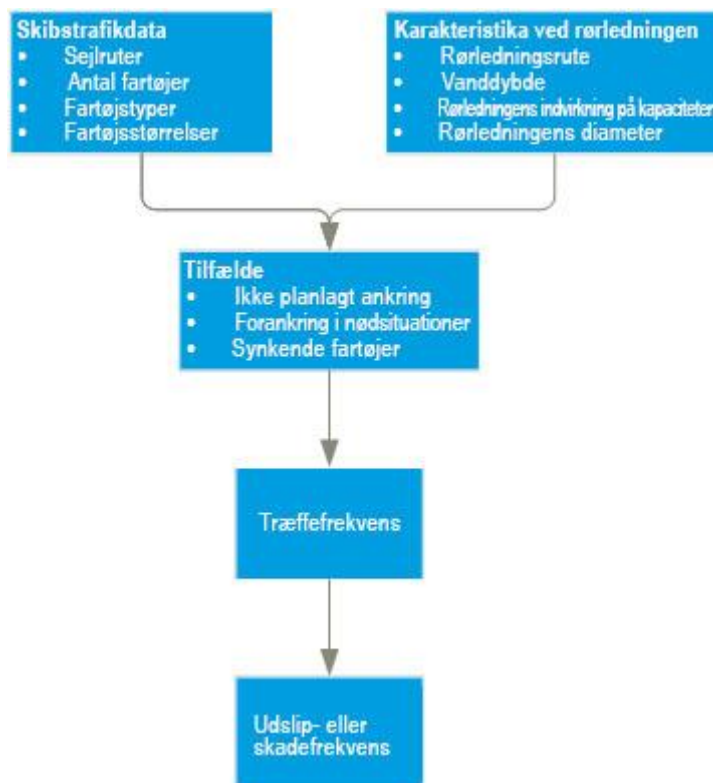 Skibstrafikdata
• Sejlruter
• Antal fartøjer
• Fartøjstyper
• Fartøjsstørrelser
Karakteristika ved rørledningen
• Rørledningsrute
• Vanddybde
• Rørledningens indvirkning på kapaciteter
• Rørledningens diameter
Tilfælde
• Ikke planlagt ankring
• Forankring i nødsituationer
• Synkende fartøjer
Træffefrekvens
Udslip- eller
skadefrekvens